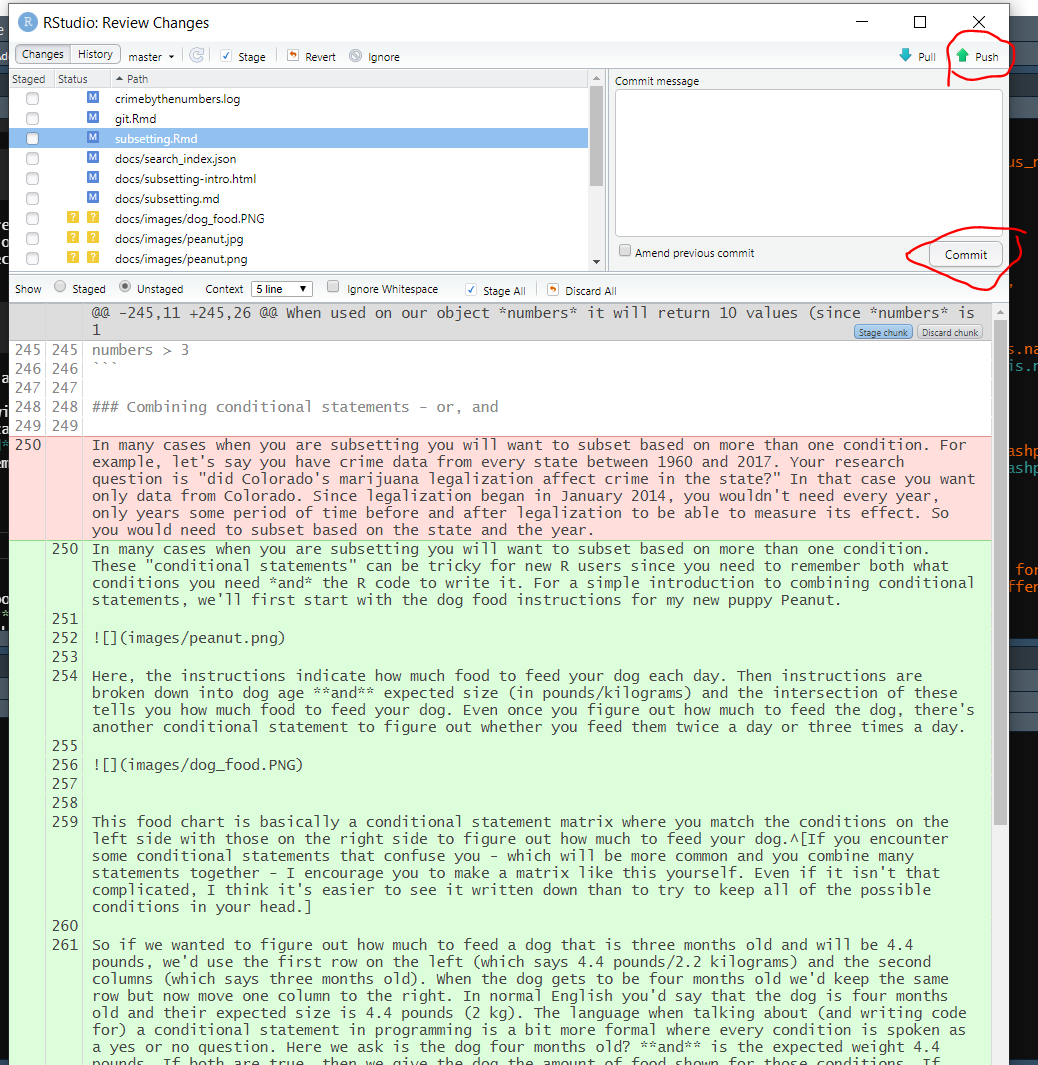 RStudio: Review Changes
Changes History master Stage Revert Ignore Pull Push
Staged Status Path
M crimebythenumbers.log
M git.Rmd
M subsetting.Rmd
M docs/search_index.json
M docs/subsetting-intro.html
M docs/subsetting.md
? ? docs/images/dog_food.PNG
? ? docs/images/peanut.jpg
? ? docs/images/peanut.png
Commit message
Amend previous commit Commit
Show Staged Unstaged Context 5 line Ignore Whitespace Stage All Discard All
@@ -245,11 +245,26 @@ When used on our object *numbers* it will return 10 values (since *numbers* is
1 Stage chunk Discard chunk
245 245 numbers > 3
246 246 ```
247 247
248 248 ### Combining conditional statements - or, and
249 249
250 In many cases when you are subsetting you will want to subset based on more than one condition. For
example, let's say you have crime data from every state between 1960 and 2017. Your research
question is "did Colorado's marijuana legalization affect crime in the state?" In that case you want
only data from Colorado. Since legalization began in January 2014, you wouldn't need every year,
only years some period of time before and after legalization to be able to measure its effect. So
you would need to subset based on the state and the year.
250 In many cases when you are subsetting you will want to subset based on more than one condition.
These "conditional statements" can be tricky for new R users since you need to remember both what
conditions you need *and* the R code to write it. For a simple introduction to combining conditional
statements, we'll first start with the dog food instructions for my new puppy Peanut.
251
252 ![](images/peanut.png)
253
254 Here, the instructions indicate how much food to feed your dog each day. Then instructions are
broken down into dog age **and** expected size (in pounds/kilograms) and the intersection of these
tells you how much food to feed your dog. Even once you figure out how much to feed the dog, there's
another conditional statement to figure out whether you feed them twice a day or three times a day.
255
256 ![](images/dog_food.PNG)
257
258
259 This food chart is basically a conditional statement matrix where you match the conditions on the
left side with those on the right side to figure out how much to feed your dog.^[If you encounter
some conditional statements that confuse you - which will be more common and you combine many
statements together - I encourage you to make a matrix like this yourself. Even if it isn't that
complicated, I think it's easier to see it written down than to try to keep all of the possible
conditions in your head.]
260
261 So if we wanted to figure out how much to feed a dog that is three months old and will be 4.4
pounds, we'd use the first row on the left (which says 4.4 pounds/2.2 kilograms) and the second
columns (which says three months old). When the dog gets to be four months old we'd keep the same
row but now move one column to the right. In normal English you'd say that the dog is four months
old and their expected size is 4.4 pounds (2 kg). The language when talking about (and writing code
for) a conditional statement in programming is a bit more formal where every condition is spoken as
a yes or no question. Here we ask is the dog four months old? **and** is the expected weight 4.4
pounds. If both are true, then we give the dog the amount of food shown for those conditions. If